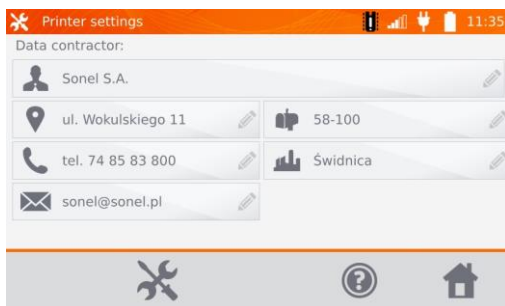 Printer settings
11:35
Data contractor:
Sonel S.A.
ul. Wokulskiego 11
58-100
tel. 74 85 83 800
Świdnica
sonel@sonel.pl